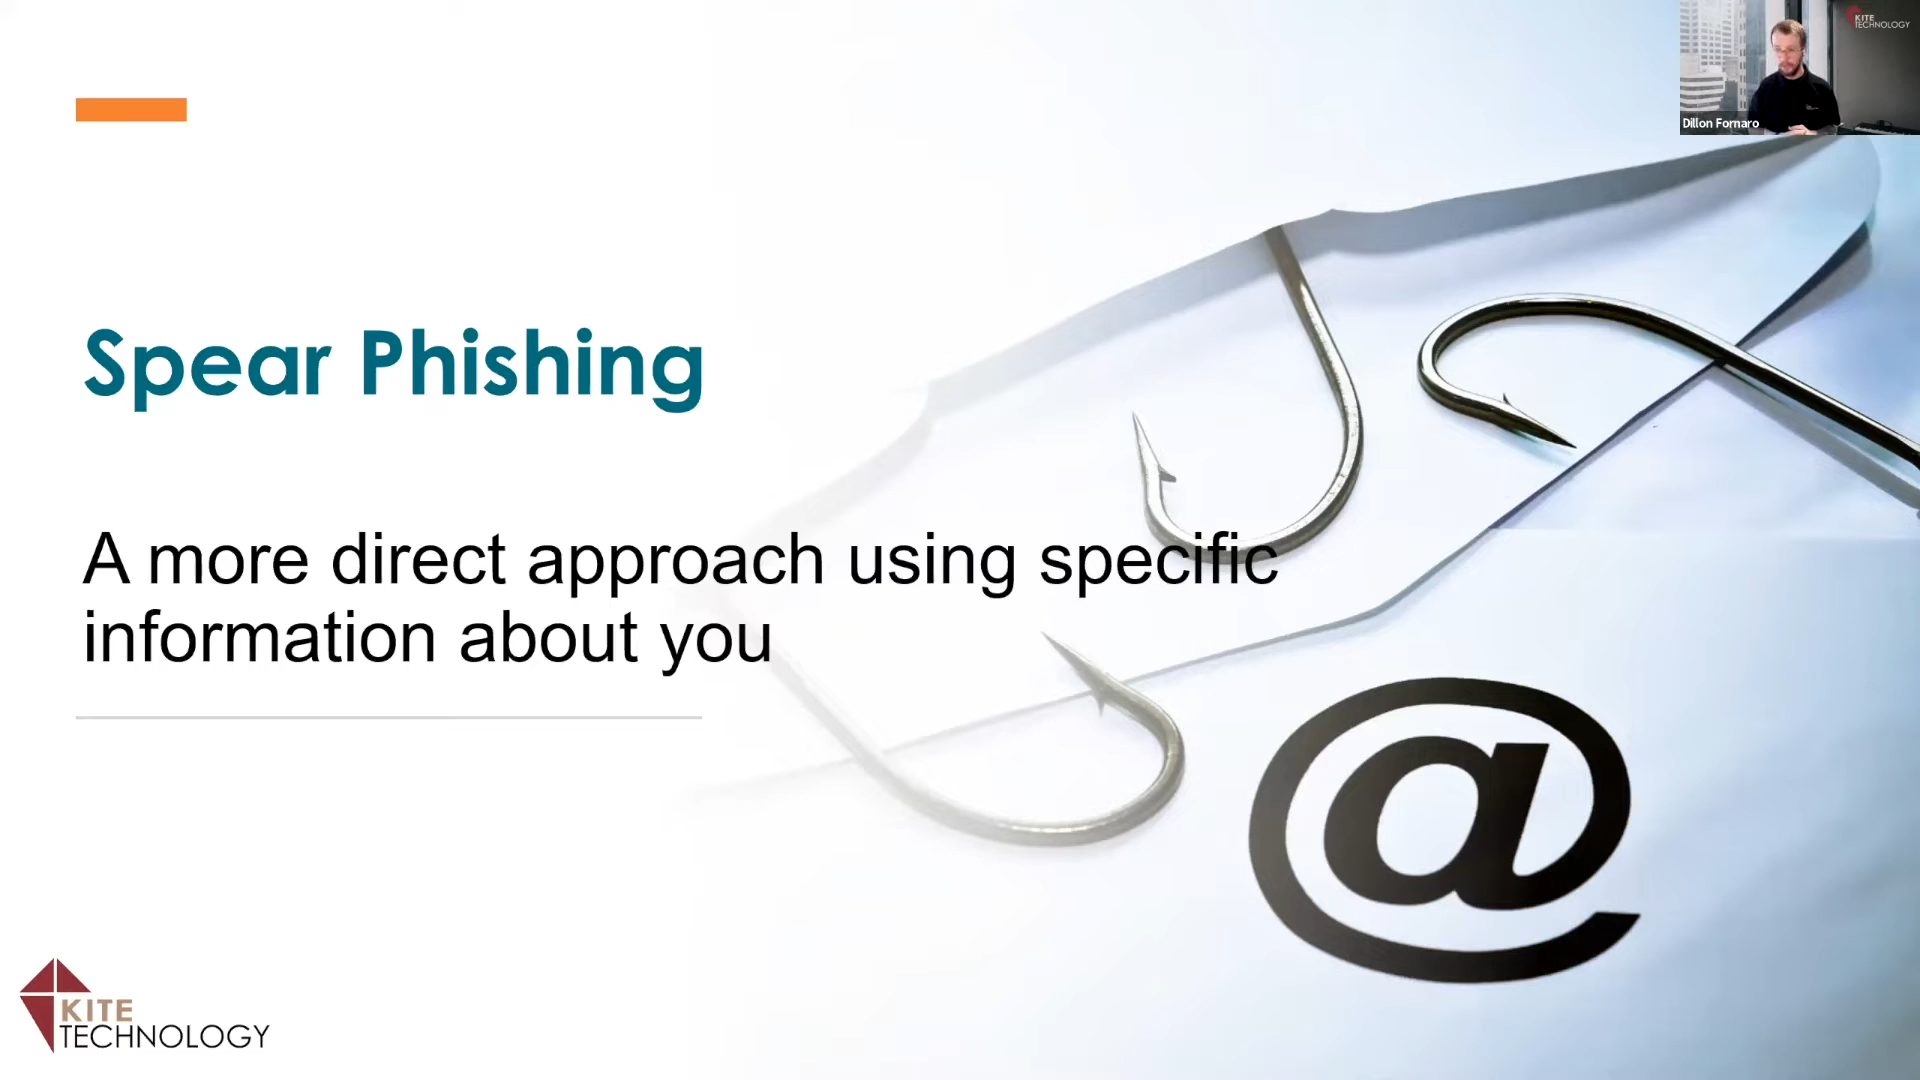 KITE
TECHNOLOGY
Dillon Fornaro
Spear Phishing
A more direct approach using specific
information about you
@
KITE
TECHNOLOGY